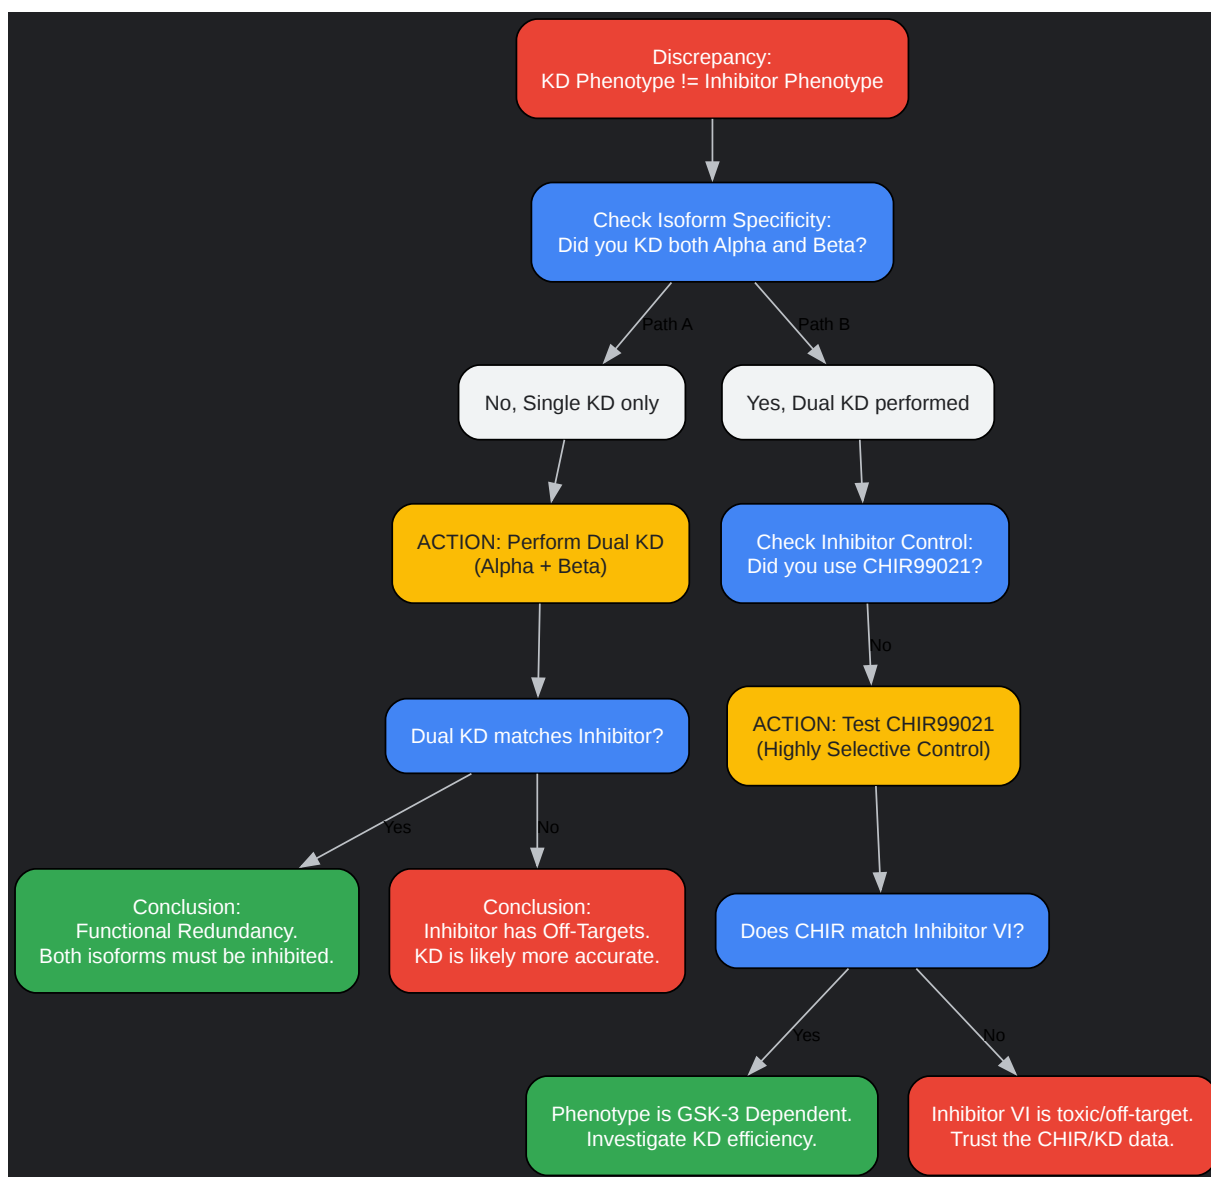 Discrepancy:
KD Phenotype != Inhibitor Phenotype
Check Isoform Specificity:
Did you KD both Alpha and Beta?
Path A
Path B
No, Single KD only
Yes, Dual KD performed
ACTION: Perform Dual KD
(Alpha + Beta)
Check Inhibitor Control:
Did you use CHIR99021?
No
Dual KD matches Inhibitor?
ACTION: Test CHIR99021
(Highly Selective Control)
Yes
No
Conclusion:
Functional Redundancy.
Both isoforms must be inhibited.
Conclusion:
Inhibitor has Off-Targets.
KD is likely more accurate.
Does CHIR match Inhibitor VI?
Yes
No
Phenotype is GSK-3 Dependent.
Investigate KD efficiency.
Inhibitor VI is toxic/off-target.
Trust the CHIR/KD data.